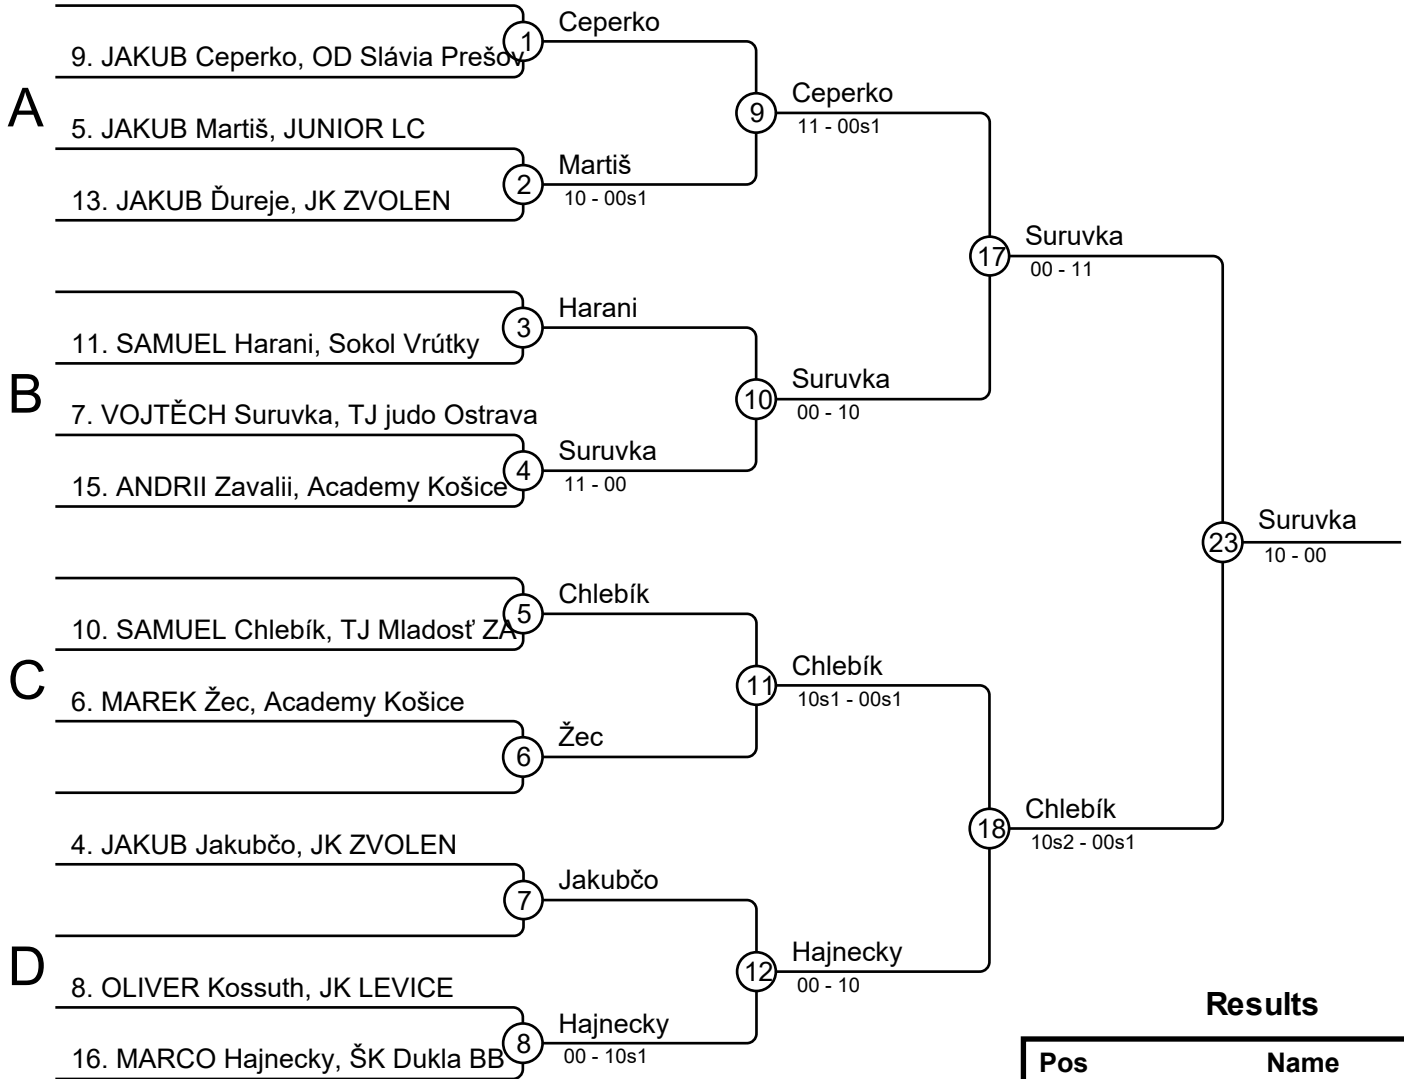 A
9. JAKUB Ceperko, OD Slávia Prešov
5. JAKUB Martiš, JUNIOR LC
13. JAKUB Ďureje, JK ZVOLEN
1
Ceperko
2
Martiš
10 - 00s1
9
Ceperko
11 - 00s1
B
11. SAMUEL Harani, Sokol Vrútky
7. VOJTĚCH Suruvka, TJ judo Ostrava
15. ANDRII Zavalii, Academy Košice
3
Harani
4
Suruvka
11 - 00
10
Suruvka
00 - 10
17
Suruvka
00 - 11
C
10. SAMUEL Chlebík, TJ Mladosť ZA
6. MAREK Žec, Academy Košice
5
Chlebík
6
Žec
11
Chlebík
10s1 - 00s1
D
4. JAKUB Jakubčo, JK ZVOLEN
8. OLIVER Kossuth, JK LEVICE
16. MARCO Hajnecky, ŠK Dukla BB
7
Jakubčo
8
Hajnecky
00 - 10s1
12
Hajnecky
00 - 10
18
Chlebík
10s2 - 00s1
23
Suruvka
10 - 00
Results
Pos Name